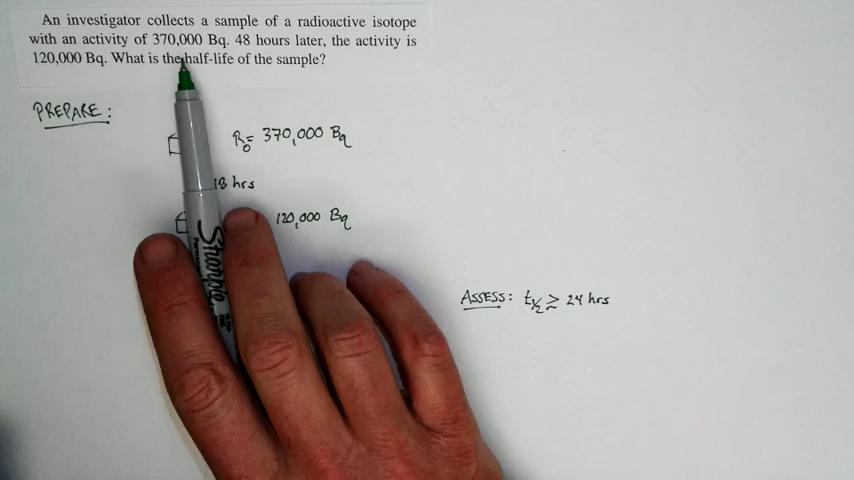 An investigator collects a sample of a radioactive isotope
with an activity of 370,000 Bq. 48 hours later, the activity is
120,000 Bq. What is the half-life of the sample?
PREPARE:
R₀= 370,000 Bq
hrs
120,000 Bq
Sharpie
ASSESS: t½ ≳ 24 hrs